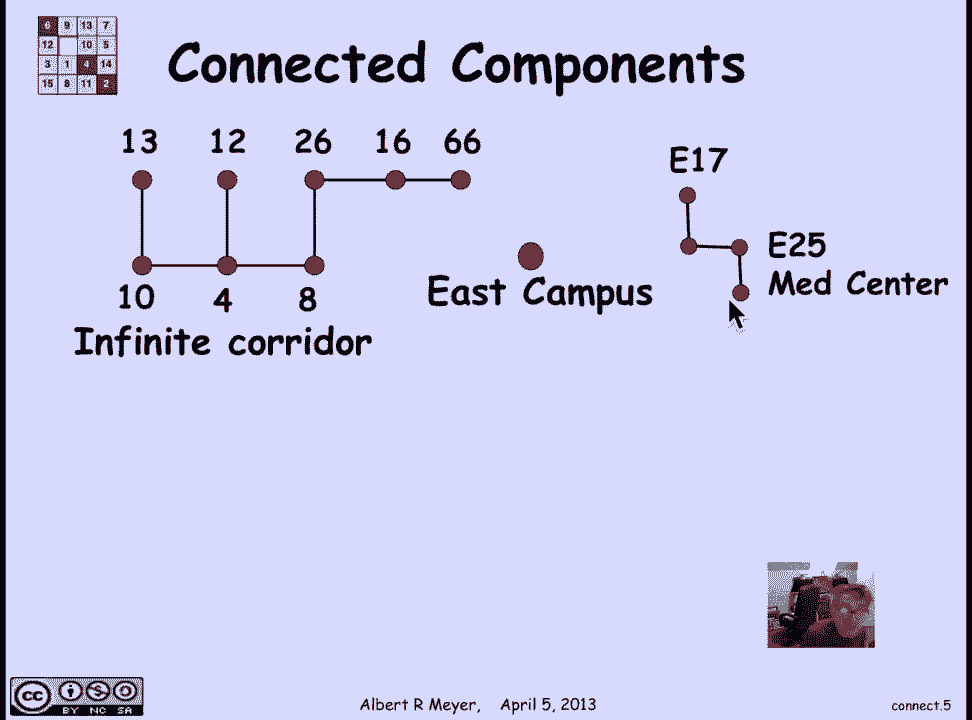 6 9 13 7
12 10 5
3 1 4 14
15 8 11 2
Connected Components
13 12 26 16 66
E17
E25
Med Center
East Campus
10 4 8
Infinite corridor
cc
BY NC SA
Albert R Meyer, April 5, 2013
connect.5